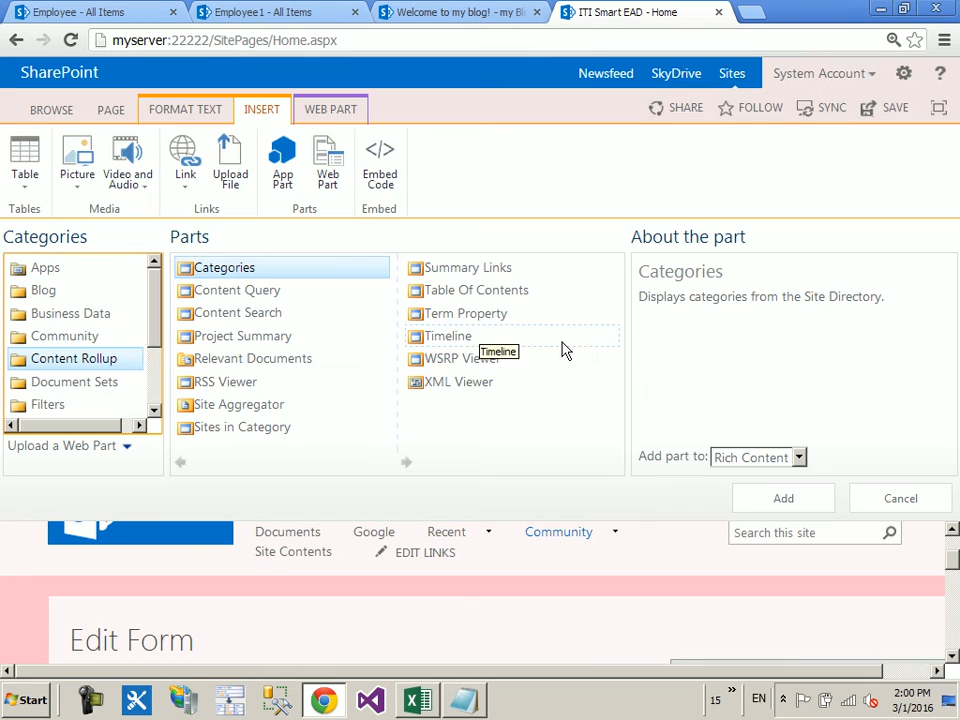 Employee - All Items
Employee1 - All Items
Welcome to my blog! - my Bl
ITI Smart EAD - Home
myserver:22222/SitePages/Home.aspx
SharePoint
Newsfeed
SkyDrive
Sites
System Account
?
BROWSE
PAGE
FORMAT TEXT
INSERT
WEB PART
SHARE
FOLLOW
SYNC
SAVE
Table
Picture
Video and Audio
Link
Upload File
App Part
Web Part
Embed Code
Tables
Media
Links
Parts
Embed
Categories
Parts
About the part
Apps
Blog
Business Data
Community
Content Rollup
Document Sets
Filters
Upload a Web Part
Categories
Content Query
Content Search
Project Summary
Relevant Documents
RSS Viewer
Site Aggregator
Sites in Category
Summary Links
Table Of Contents
Term Property
Timeline
Timeline
WSRP Viewer
XML Viewer
Categories
Displays categories from the Site Directory.
Add part to:
Rich Content
Add
Cancel
Documents
Google
Recent
Community
Search this site
Site Contents
EDIT LINKS
Edit Form
Start
15
EN
2:00 PM
3/1/2016